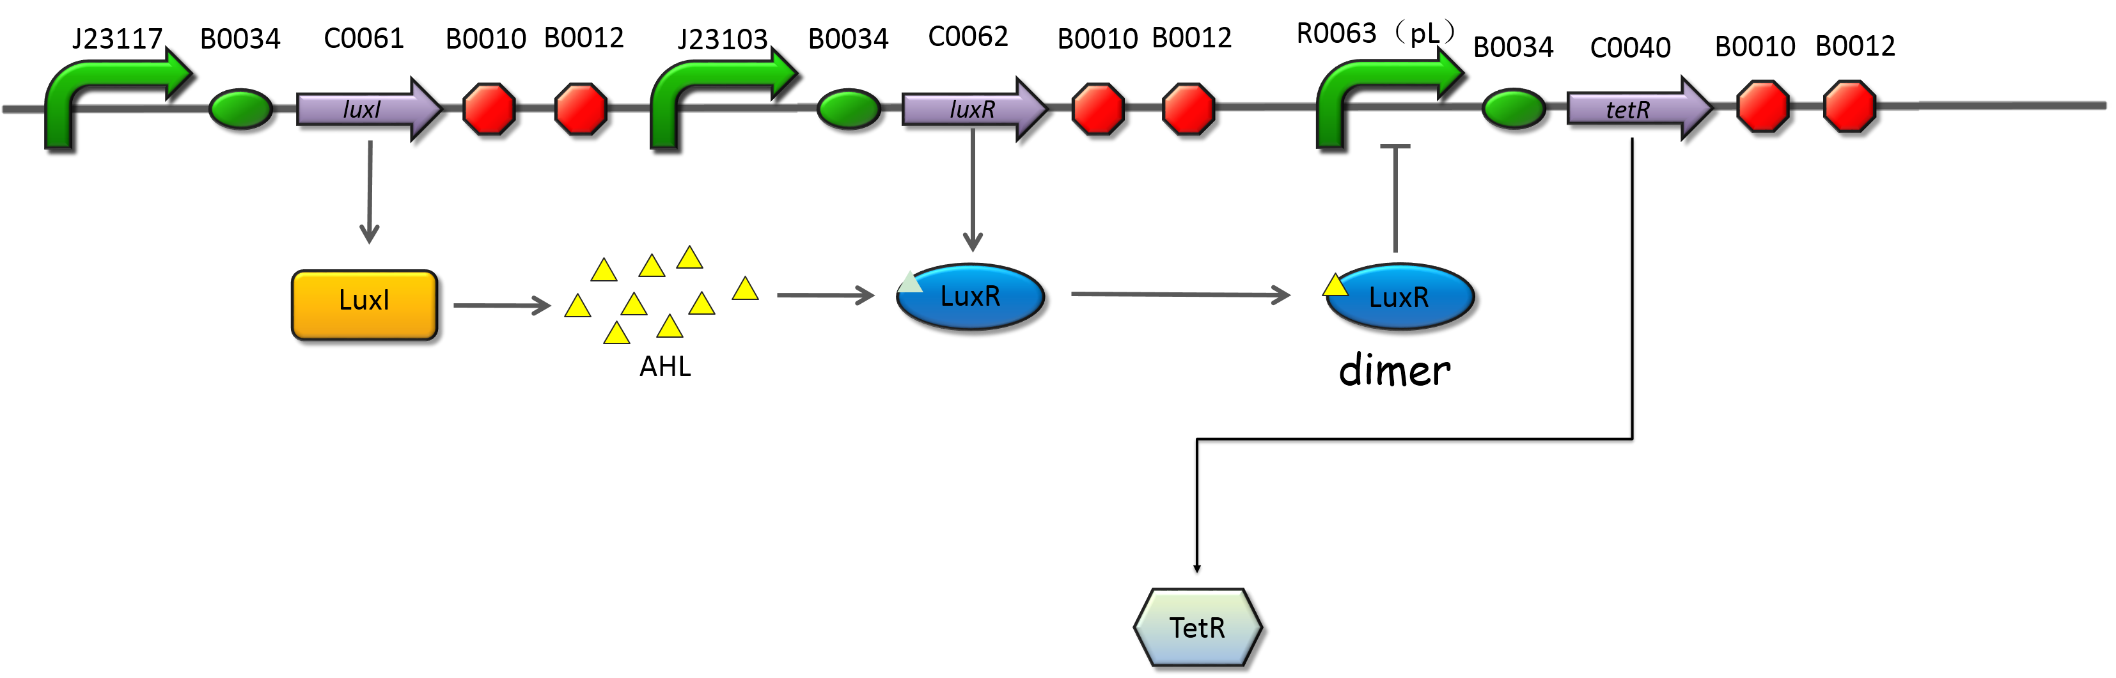 J23117 B0034 C0061 B0010 B0012 J23103 B0034 C0062 B0010 B0012 R0063（pL） B0034 C0040 B0010 B0012
luxI luxR tetR
LuxI LuxR LuxR
AHL dimer
TetR